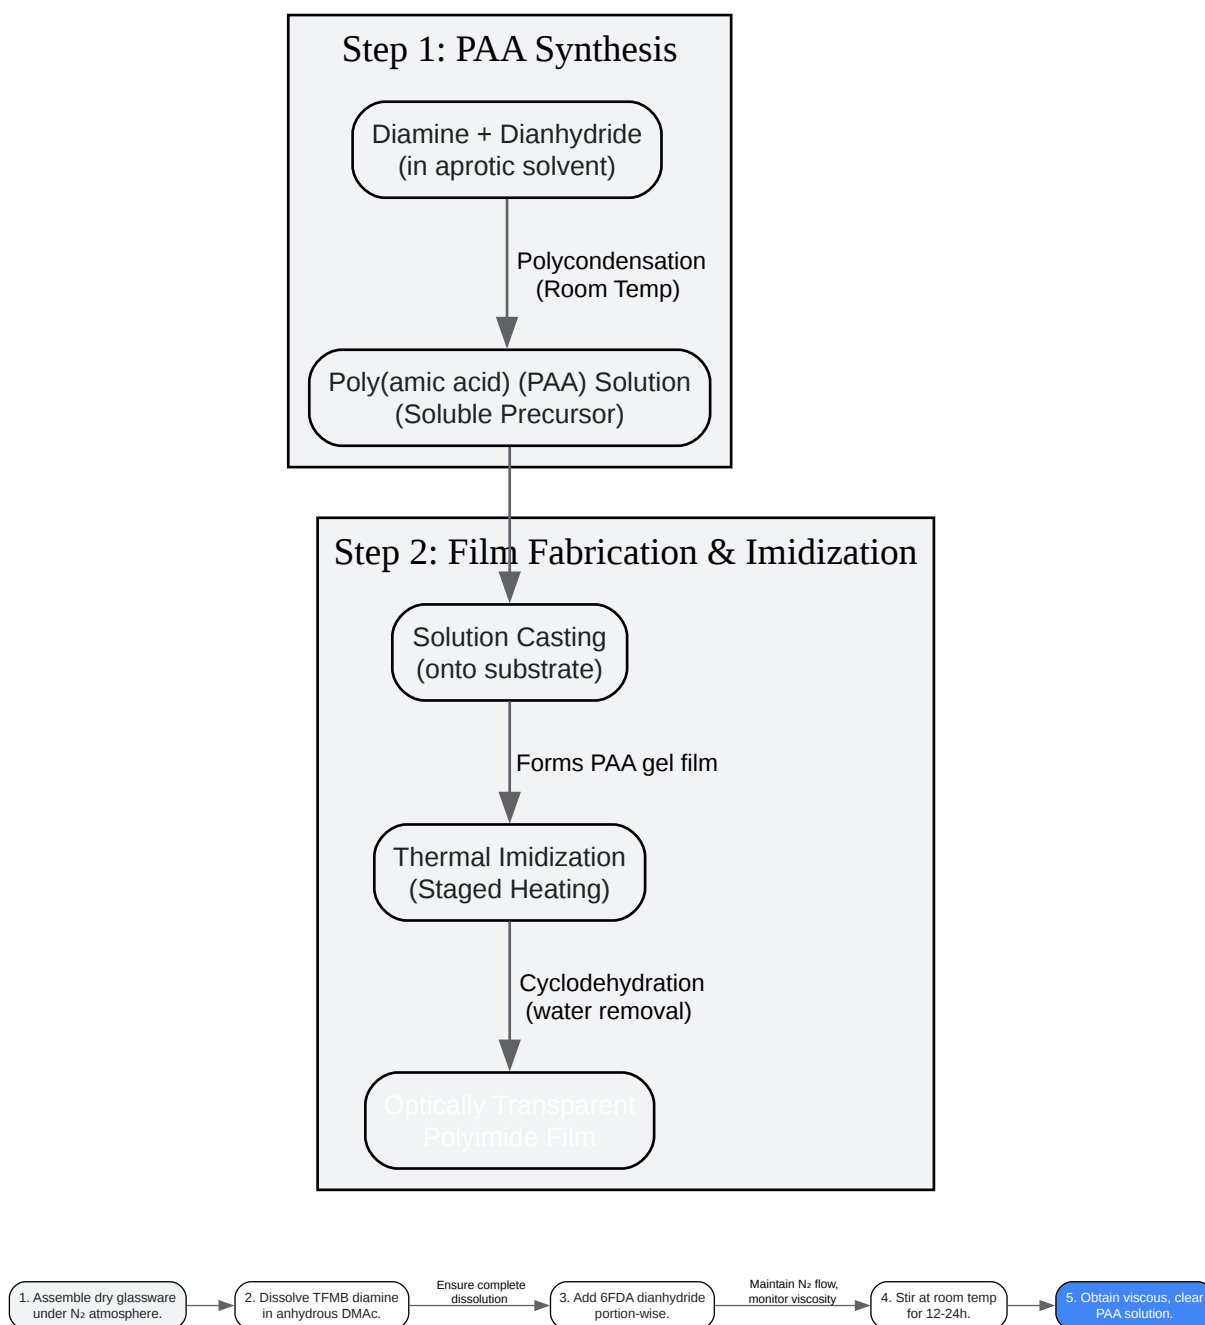 Step 1: PAA Synthesis
Diamine + Dianhydride
(in aprotic solvent)
Polycondensation
(Room Temp)
Poly(amic acid) (PAA) Solution
(Soluble Precursor)
Step 2: Film Fabrication & Imidization
Solution Casting
(onto substrate)
Forms PAA gel film
Thermal Imidization
(Staged Heating)
Cyclodehydration
(water removal)
Optically Transparent
Polyimide Film
1. Assemble dry glassware
under N₂ atmosphere.
2. Dissolve TFMB diamine
in anhydrous DMAc.
Ensure complete
dissolution
3. Add 6FDA dianhydride
portion-wise.
Maintain N₂ flow,
monitor viscosity
4. Stir at room temp
for 12-24h.
5. Obtain viscous, clear
PAA solution.